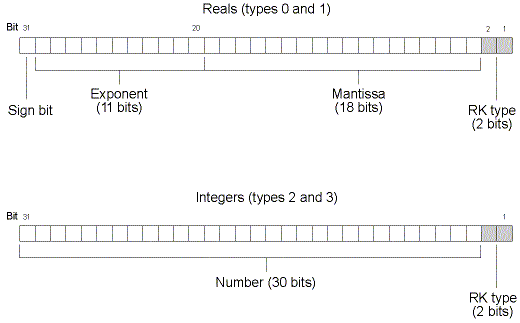 Reals (types 0 and 1)
Bit 31 20 2 1
Exponent Mantissa
Sign bit (11 bits) (18 bits) RK type
(2 bits)
Integers (types 2 and 3)
Bit 31 1
Number (30 bits)
RK type
(2 bits)